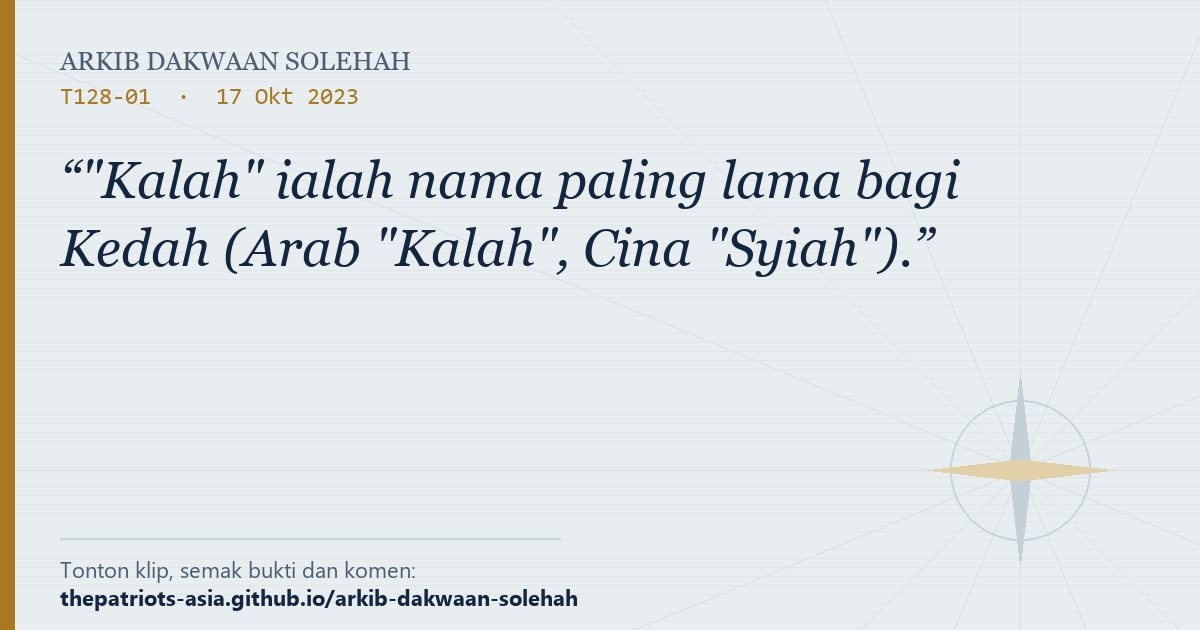 ARKIB DAKWAAN SOLEHAH
T128-01 · 17 Okt 2023
“"Kalah" ialah nama paling lama bagi
Kedah (Arab "Kalah", Cina "Syiah").”
Tonton klip, semak bukti dan komen:
thepatriots-asia.github.io/arkib-dakwaan-solehah